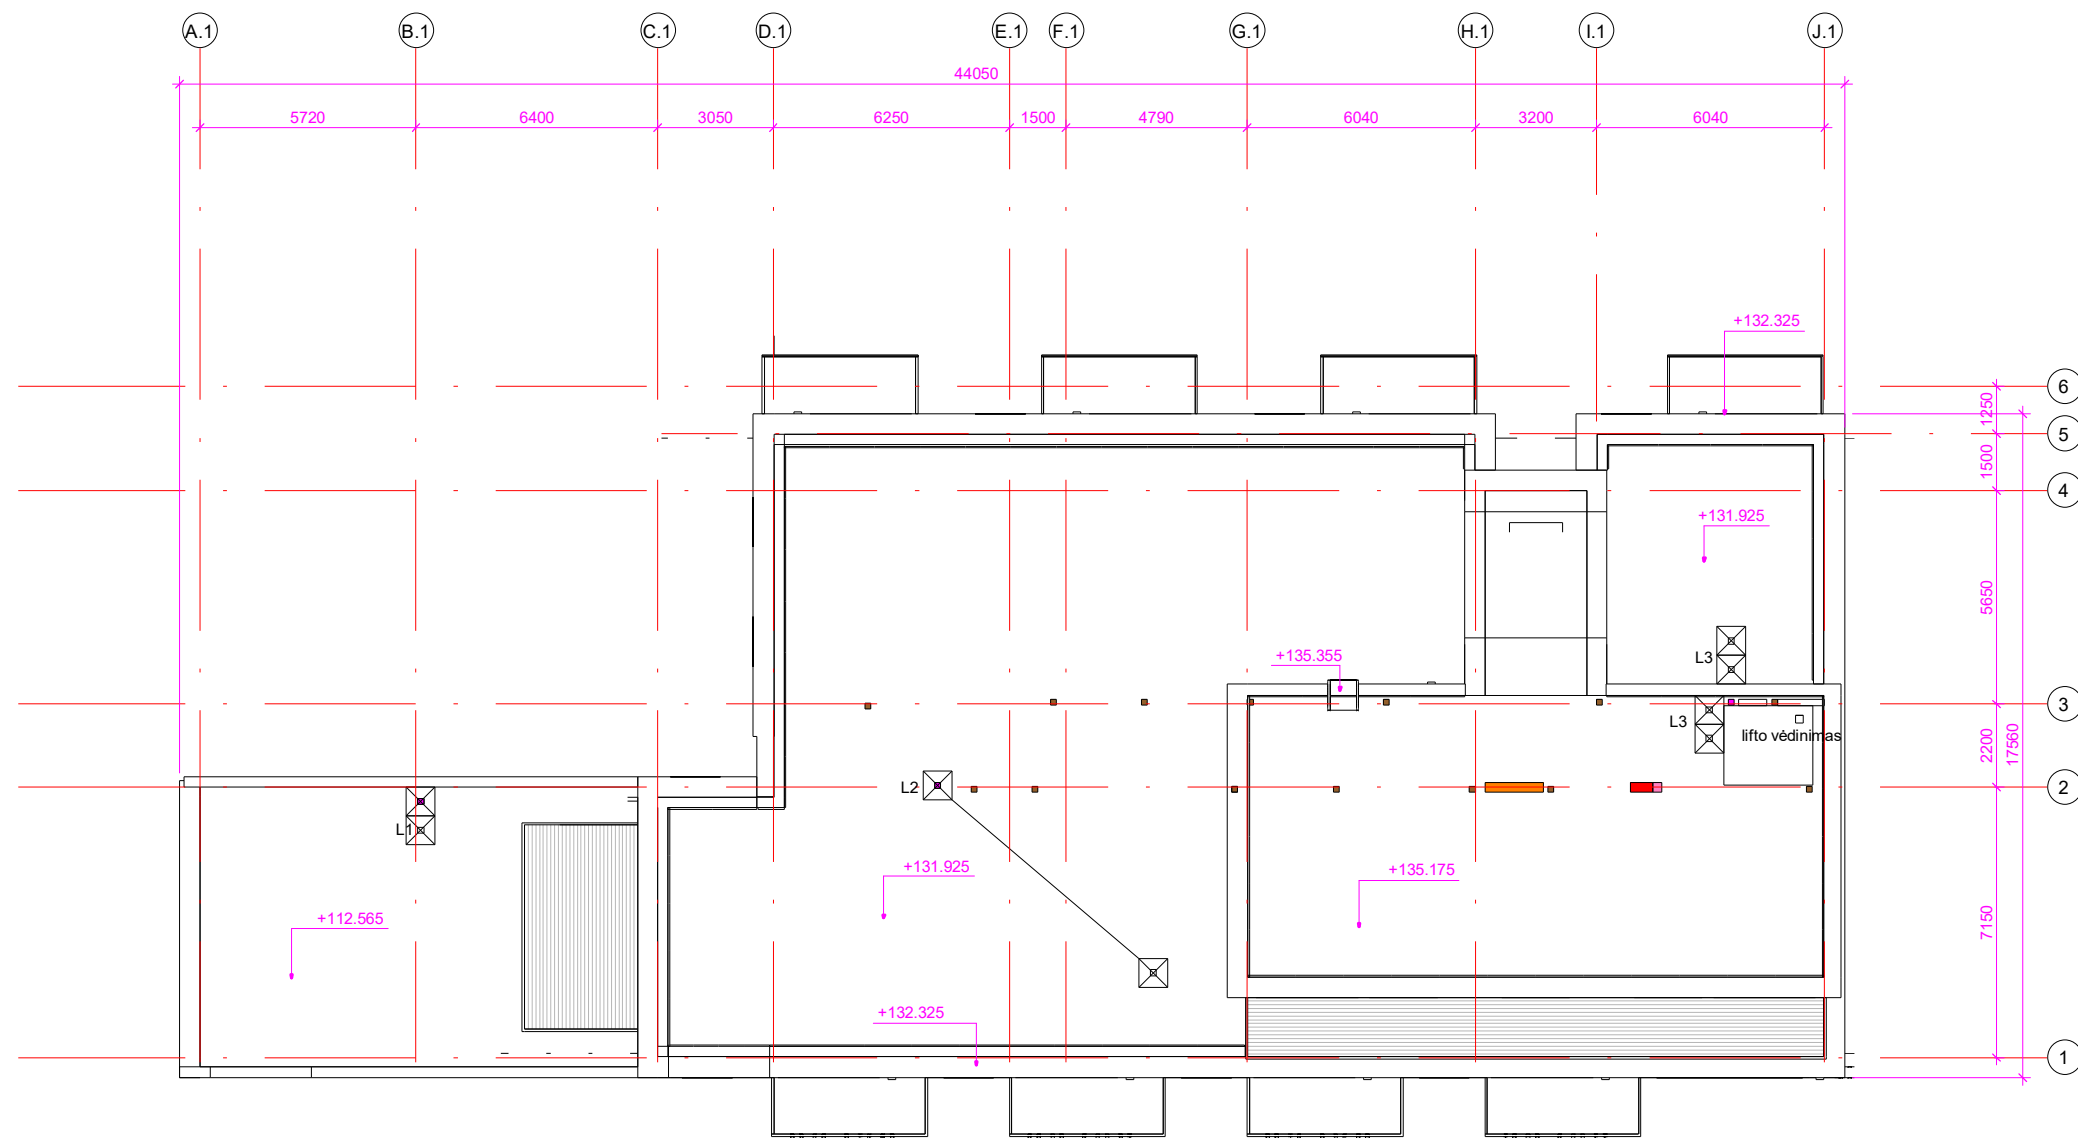 A.1 B.1 C.1 D.1 E.1 F.1 G.1 H.1 I.1 J.1
44050
5720 6400 3050 6250 1500 4790 6040 3200 6040
+132.325
6
1250
5
1500
4
+131.925
5650
+135.355
L3
3
L3
lifto vėdinimas
2200
17560
L2
2
L1
+131.925
+135.175
+112.565
7150
+132.325
1